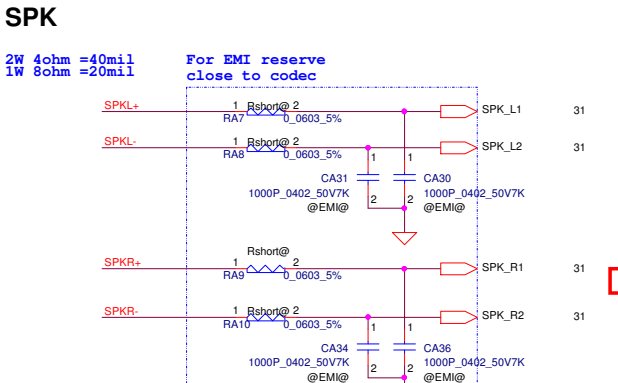 SPK
2W 4ohm =40mil
1W 8ohm =20mil
For EMI reserve
close to codec
SPKL+ 1 Rshort@ 2 SPK_L1 31
RA7 0_0603_5%
SPKL- 1 Rshort@ 2 SPK_L2 31
RA8 0_0603_5%
1 1
CA31 CA30
1000P_0402_50V7K 1000P_0402_50V7K
2 2
@EMI@ @EMI@
Rshort@
SPKR+ 1 2 SPK_R1 31
RA9 0_0603_5%
SPKR- 1 Rshort@ 2 SPK_R2 31
RA10 0_0603_5%
1 1
CA34 CA36
1000P_0402_50V7K 1000P_0402_50V7K
2 2
@EMI@ @EMI@